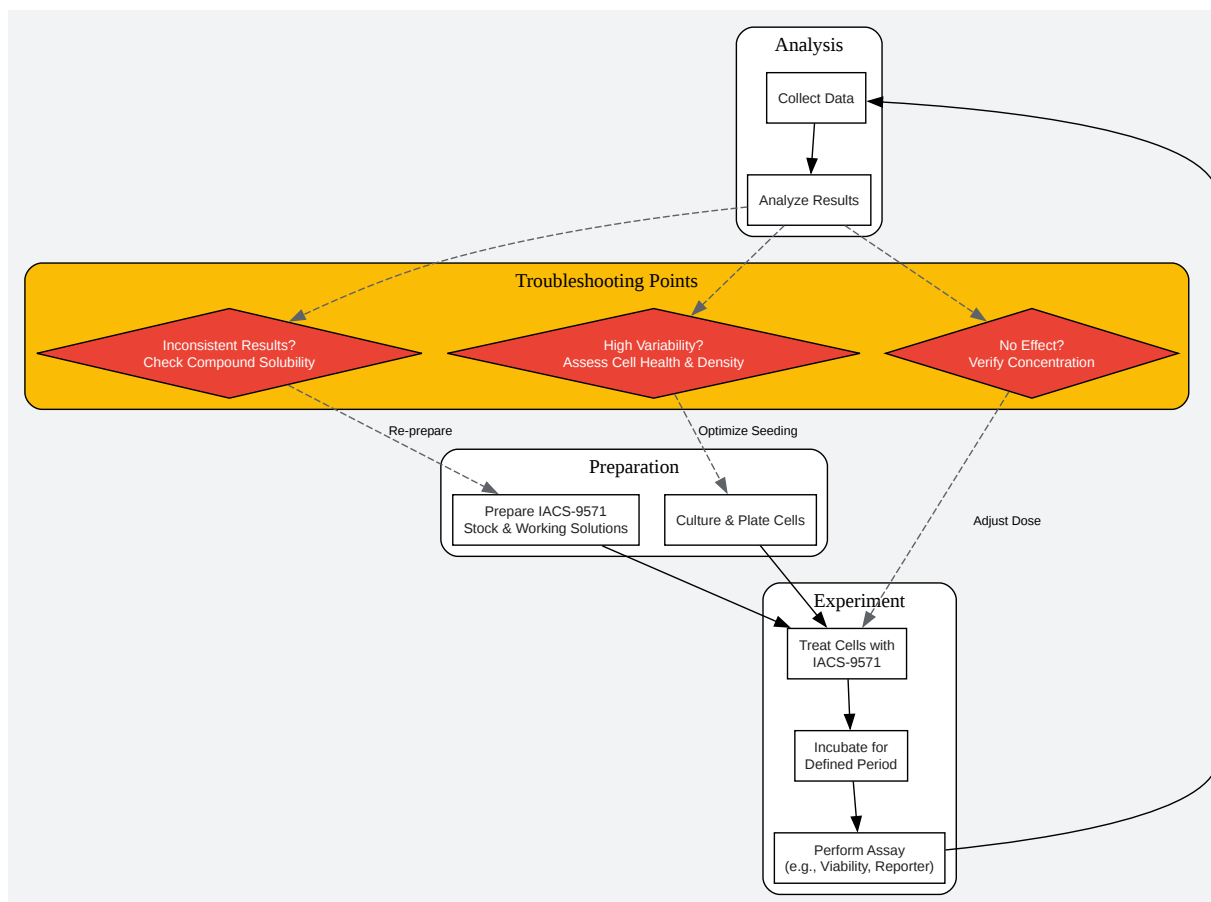 Analysis
Collect Data
Analyze Results
Troubleshooting Points
Inconsistent Results?
Check Compound Solubility
High Variability?
Assess Cell Health & Density
No Effect?
Verify Concentration
Re-prepare
Optimize Seeding
Preparation
Prepare IACS-9571
Stock & Working Solutions
Culture & Plate Cells
Adjust Dose
Experiment
Treat Cells with
IACS-9571
Incubate for
Defined Period
Perform Assay
(e.g., Viability, Reporter)